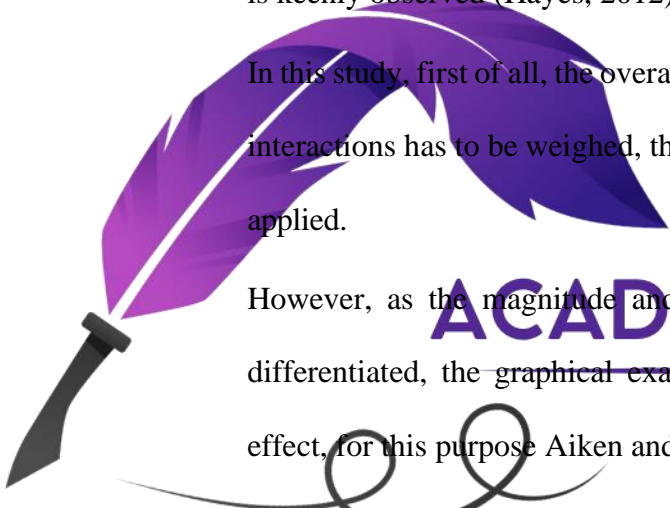 is keenly observed (Hayes, 2012)
In this study, first of all, the overa
interactions has to be weighed, th
applied.
However, as the magnitude and
ACAD
differentiated, the graphical exa
effect, for this purpose Aiken and